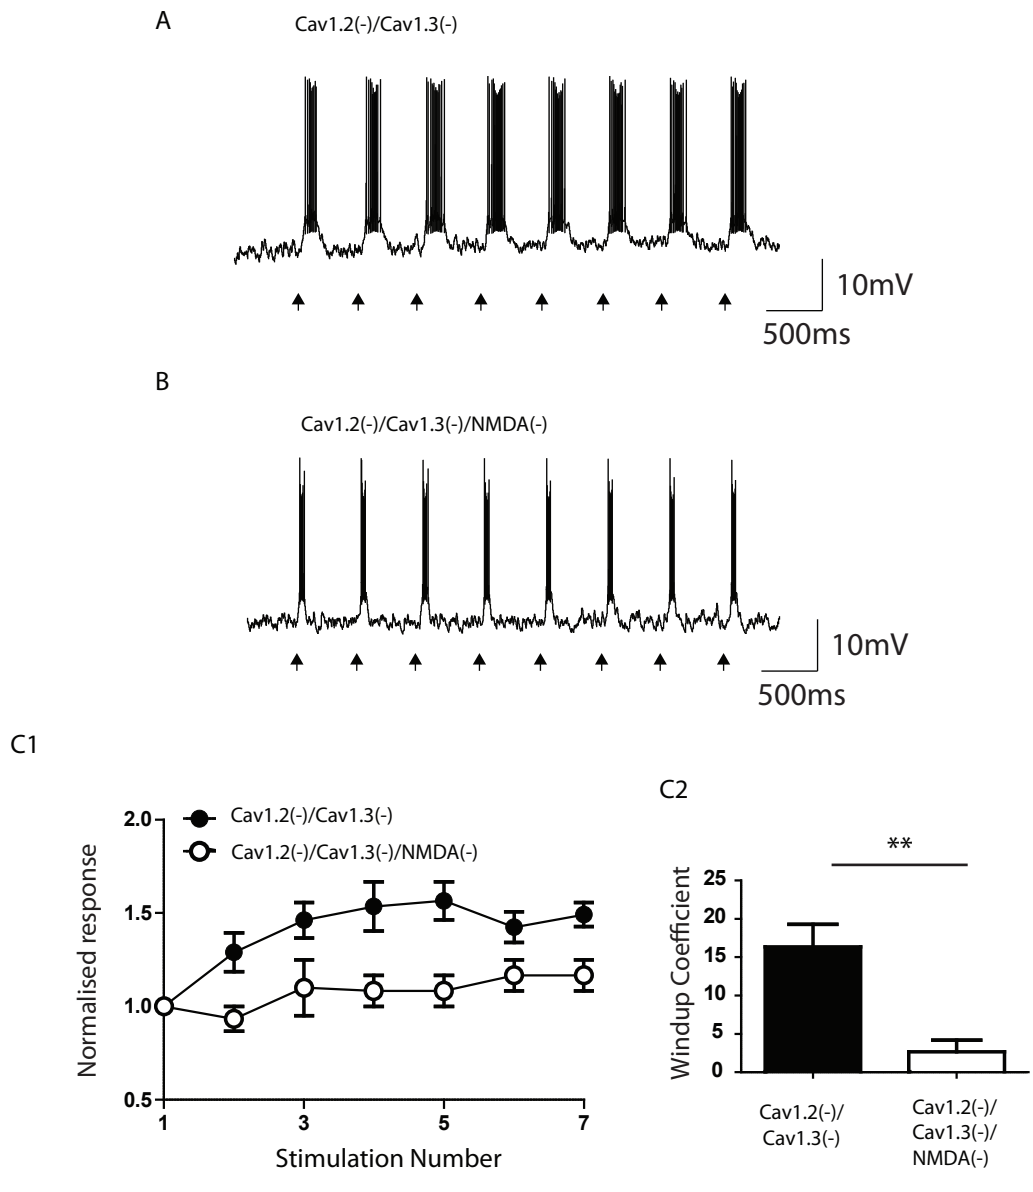 A
Cav1.2(-)/Cav1.3(-)
10mV
500ms
B
Cav1.2(-)/Cav1.3(-)/NMDA(-)
10mV
500ms
C1
2.0
1.5
1.0
0.5
Normalised response
Cav1.2(-)/Cav1.3(-)
Cav1.2(-)/Cav1.3(-)/NMDA(-)
1
3
5
7
Stimulation Number
C2
**
25
20
15
10
5
0
Windup Coefficient
Cav1.2(-)/
Cav1.3(-)
Cav1.2(-)/
Cav1.3(-)/
NMDA(-)